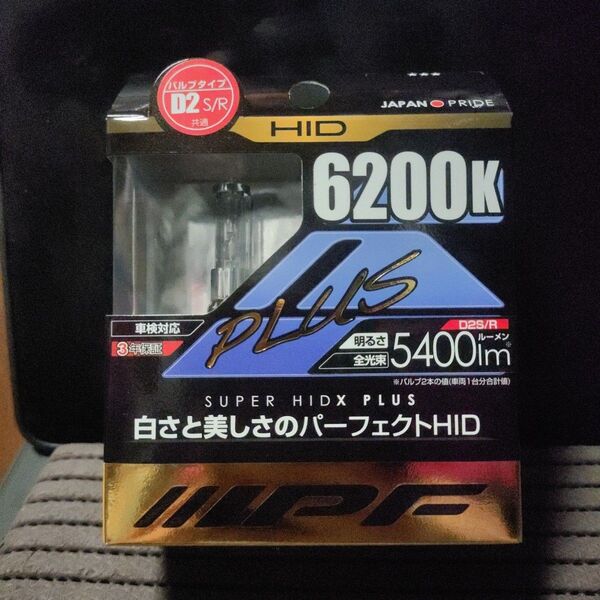 バルブタイプ
D2 S/R
共通
JAPAN PRIDE
HID
6200K
PLUS
車検対応
3年保証
D2S/R
明るさ
全光束
5400lm※
ルーメン
※バルブ2本の値(車両1台分合計値)
SUPER HIDX PLUS
白さと美しさのパーフェクトHID
IPF